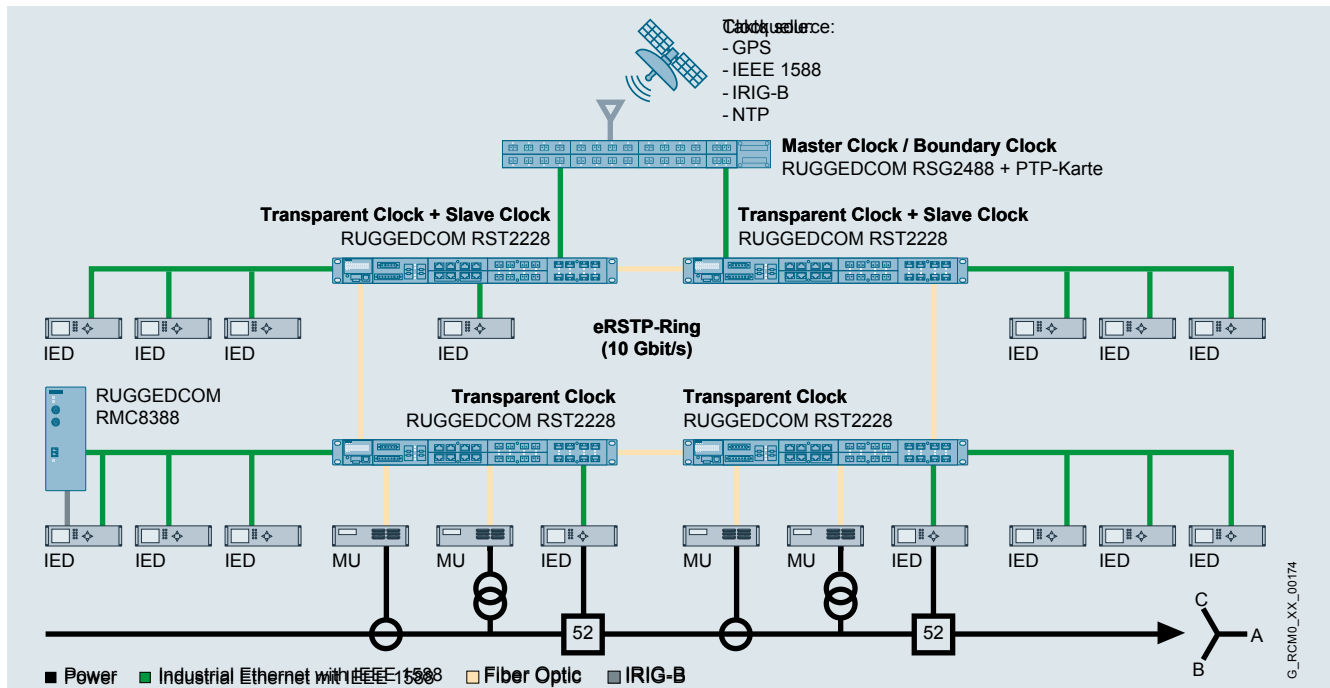 - GPS
- IEEE 1588
- IRIG-B
- NTP
Master Clock / Boundary Clock
RUGGEDCOM RSG2488 + PTP-Karte
Transparent Clock + Slave Clock
RUGGEDCOM RST2228
Transparent Clock + Slave Clock
RUGGEDCOM RST2228
IED
IED
IED
IED
eRSTP-Ring
(10 Gbit/s)
IED
IED
IED
RUGGEDCOM
RMC8388
Transparent Clock
RUGGEDCOM RST2228
Transparent Clock
RUGGEDCOM RST2228
IED
IED
IED
MU
MU
IED
MU
MU
IED
IED
IED
IED
52
52
C
A
B
Power
Industrial Ethernet IEEE 1588
Fiber Optic
IRIG-B
G_RCM0_XX_00174